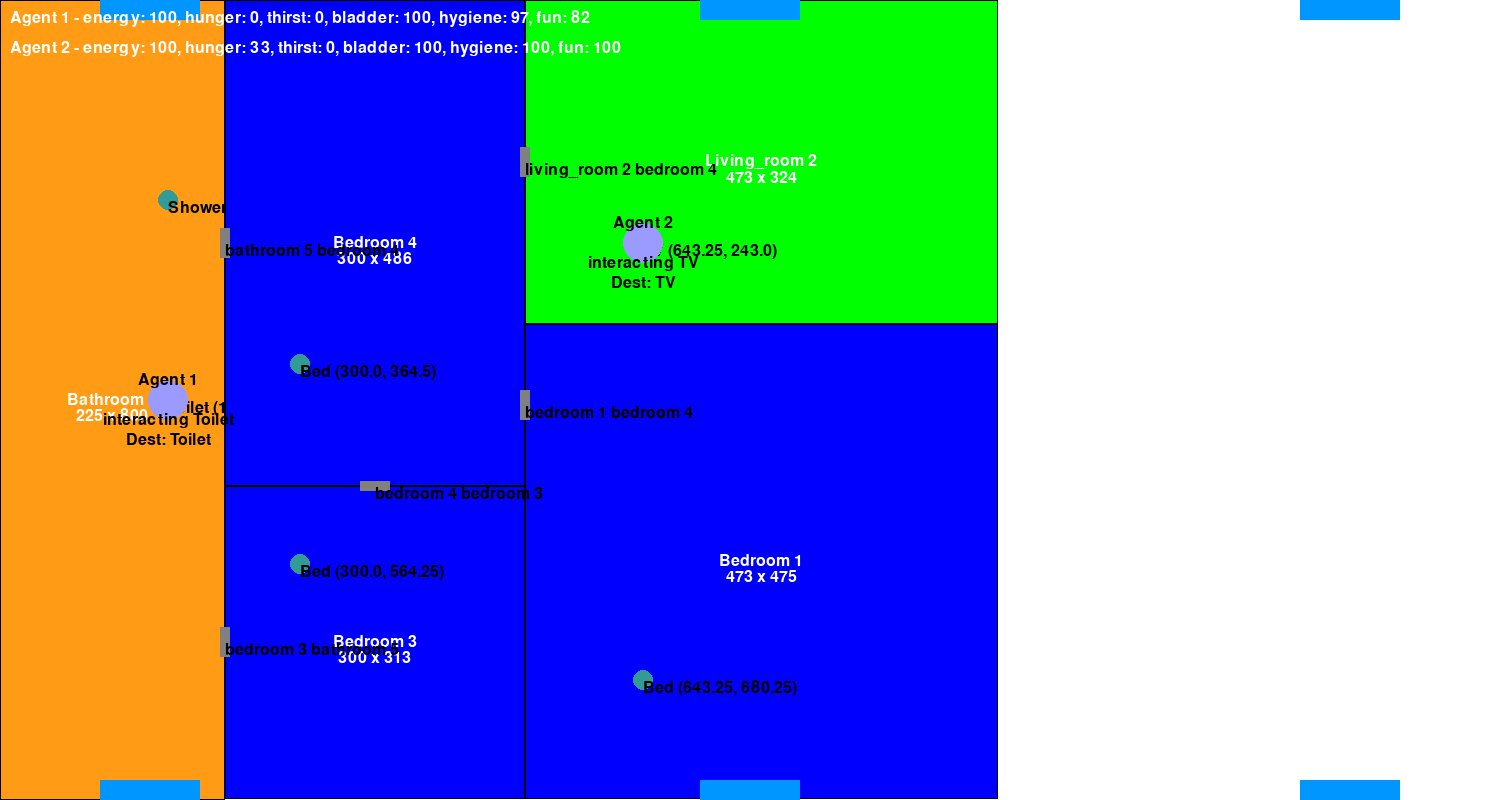 Agent 1 - energy: 100, hunger: 0, thirst: 0, bladder: 100, hygiene: 97, fun: 82
Agent 2 - energy: 100, hunger: 33, thirst: 0, bladder: 100, hygiene: 100, fun: 100
Living_room 2
473 x 324
living_room 2 bedroom 4
Shower
Agent 2
Bedroom 4
300 x 486
bathroom 5 bedroom
(643.25, 243.0)
interacting TV
Dest: TV
Bed (300.0, 364.5)
Agent 1
Bathroom
225 x 800
ilet (1
interacting Toilet
Dest: Toilet
bedroom 1 bedroom 4
bedroom 4 bedroom 3
Bed (300.0, 564.25)
Bedroom 1
473 x 475
Bedroom 3
300 x 313
bedroom 3 bathroom
Bed (643.25, 680.25)